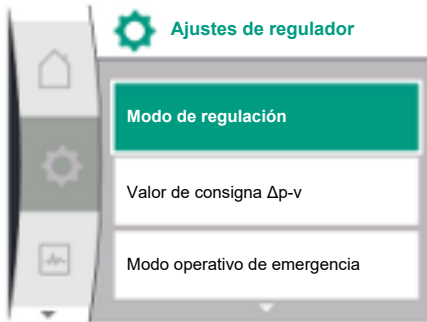 Ajustes de regulador
Modo de regulación
Valor de consigna Δp-v
Modo operativo de emergencia